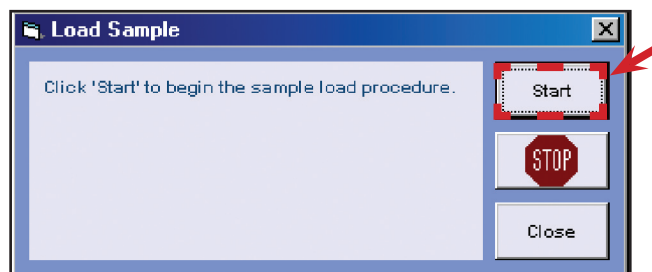 Load Sample
Click 'Start' to begin the sample load procedure.
Start
STOP
Close